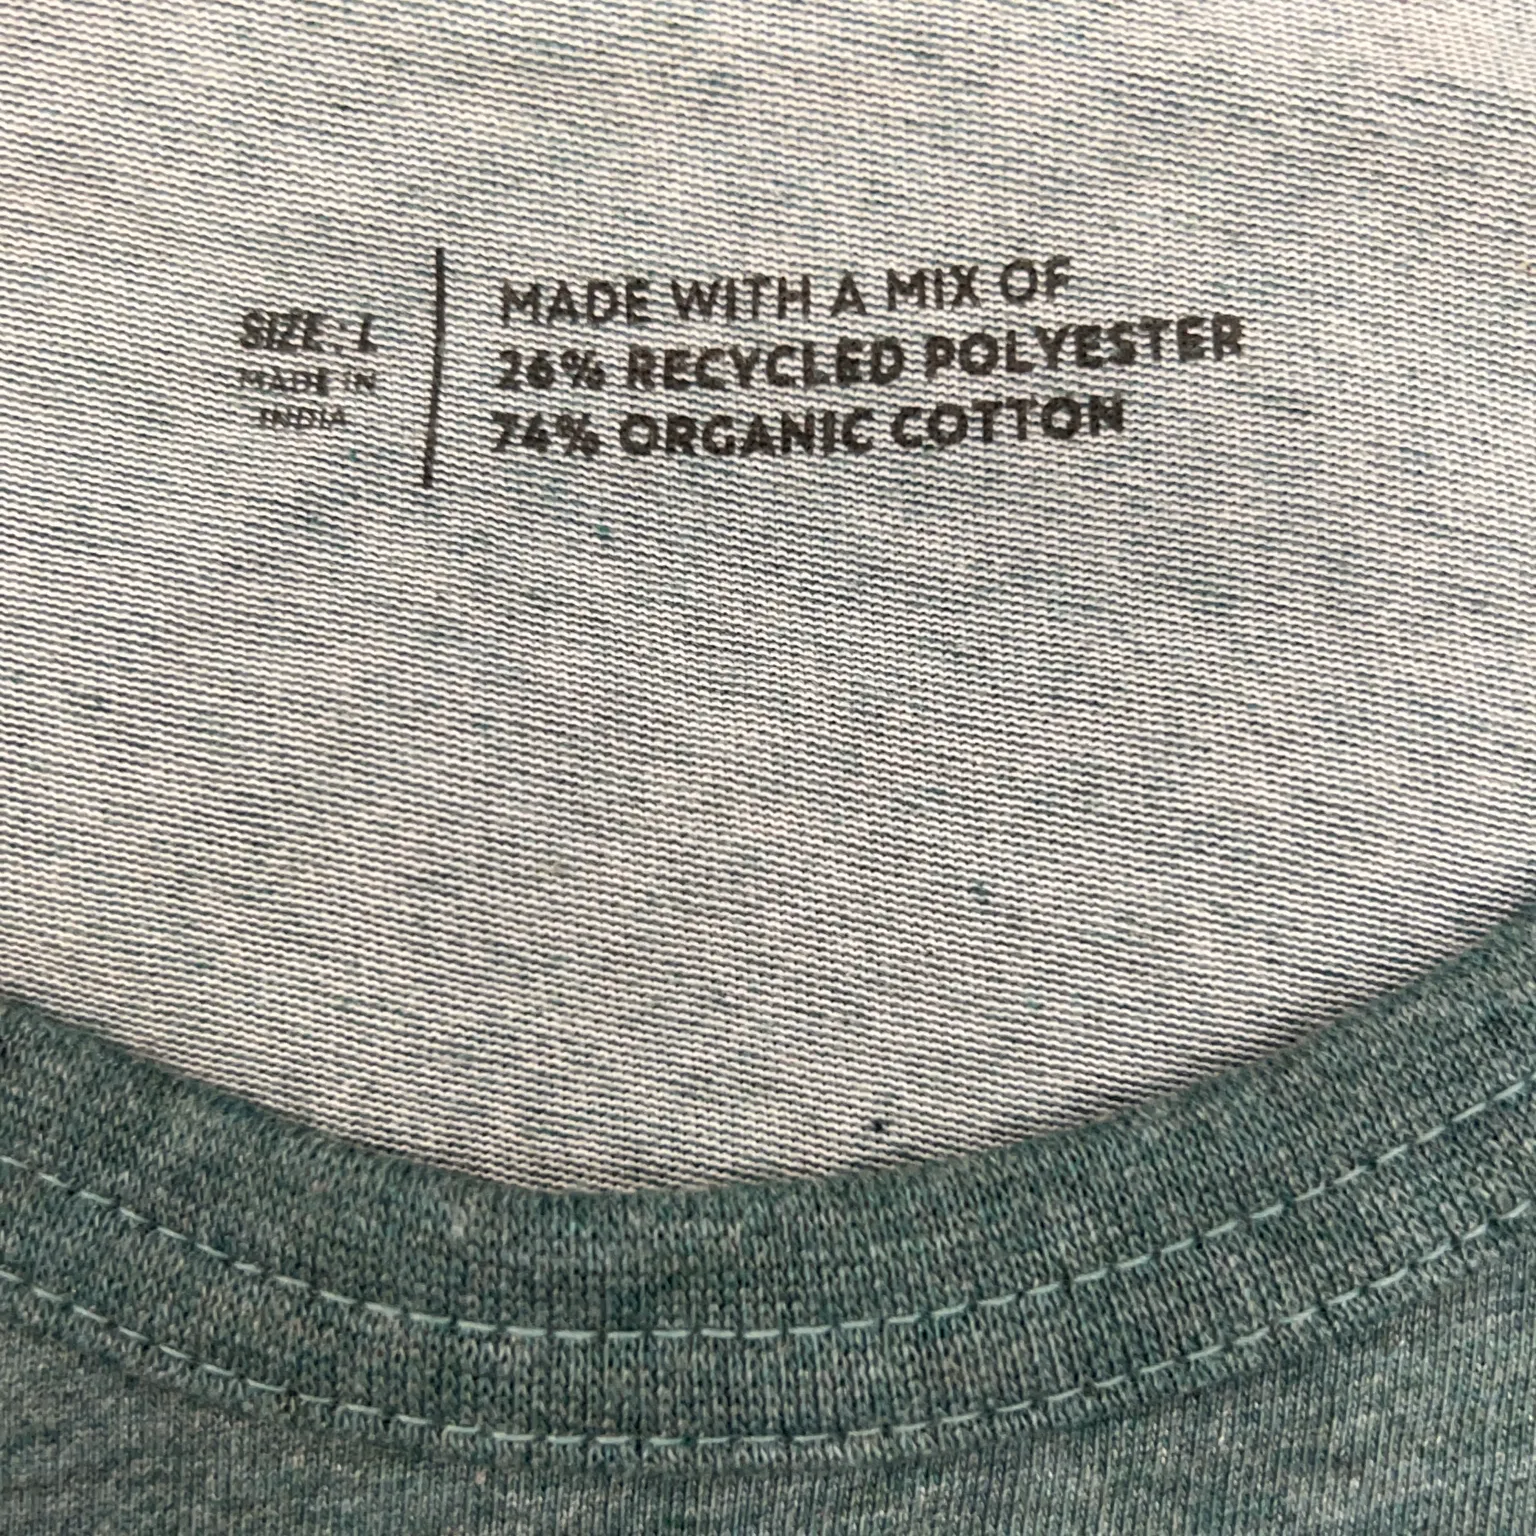 SIZE: L
MADE IN
INDIA
MADE WITH A MIX OF
26% RECYCLED POLYESTER
74% ORGANIC COTTON